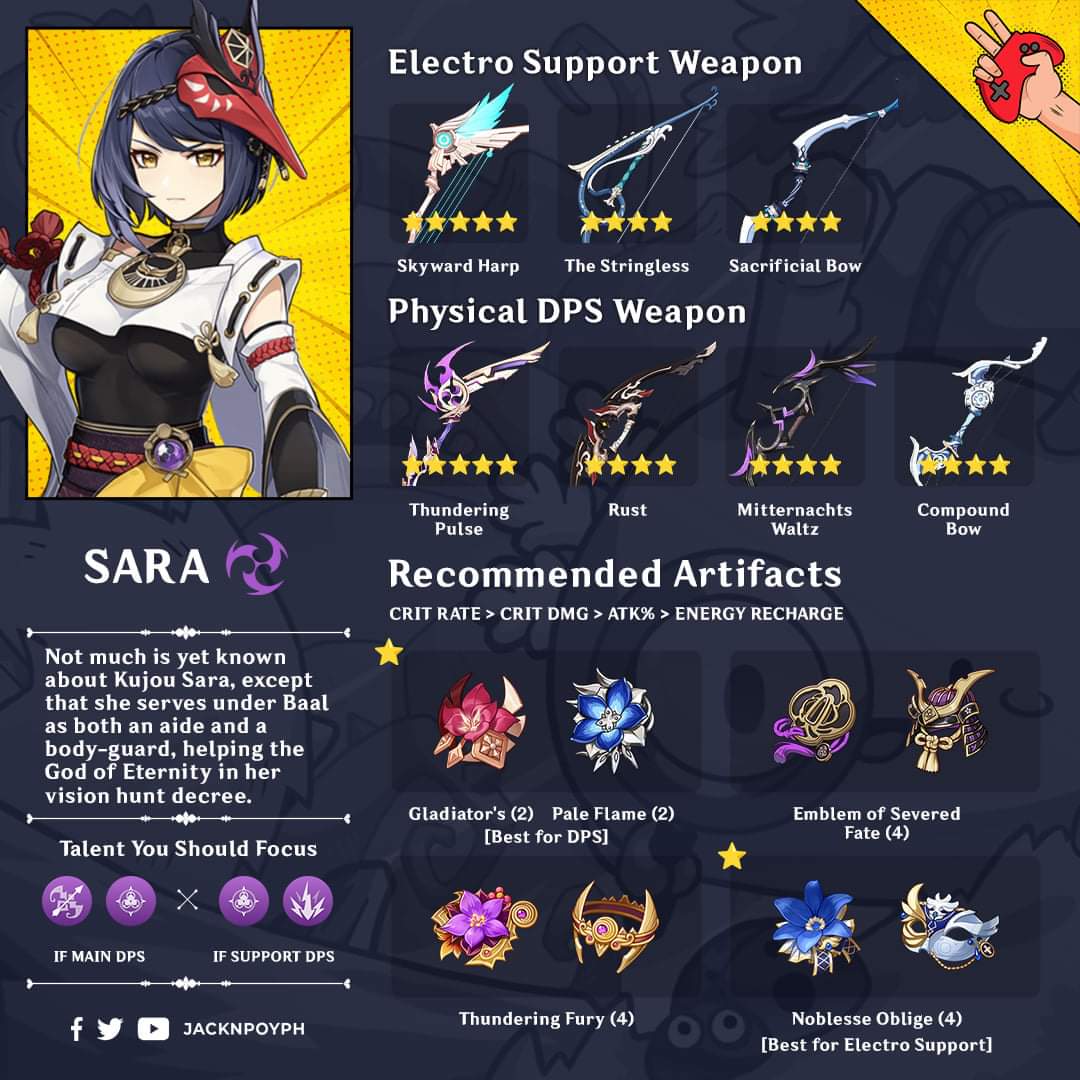 Electro Support Weapon
Skyward Harp
The Stringless
Sacrificial Bow
Physical DPS Weapon
Thundering
Pulse
Rust
Mitternachts
Waltz
Compound
Bow
SARA
Not much is yet known
about Kujou Sara, except
that she serves under Baal
as both an aide and a
body-guard, helping the
God of Eternity in her
vision hunt decree.
Talent You Should Focus
IF MAIN DPS
IF SUPPORT DPS
JACKNPOYPH
Recommended Artifacts
CRIT RATE > CRIT DMG > ATK% > ENERGY RECHARGE
Gladiator's (2) Pale Flame (2)
[Best for DPS]
Emblem of Severed
Fate (4)
Thundering Fury (4)
Noblesse Oblige (4)
[Best for Electro Support]